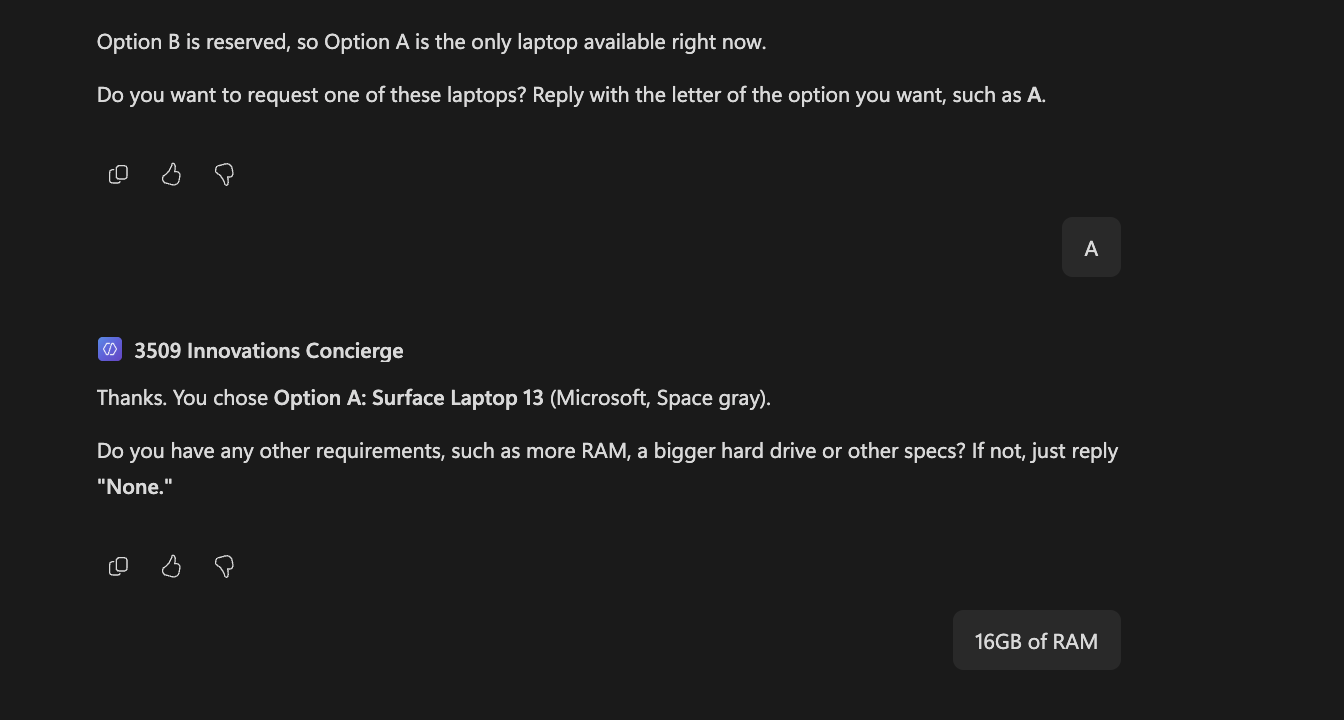 Option B is reserved, so Option A is the only laptop available right now.
Do you want to request one of these laptops? Reply with the letter of the option you want, such as A.
A
3509 Innovations Concierge
Thanks. You chose Option A: Surface Laptop 13 (Microsoft, Space gray).
Do you have any other requirements, such as more RAM, a bigger hard drive or other specs? If not, just reply
"None."
16GB of RAM